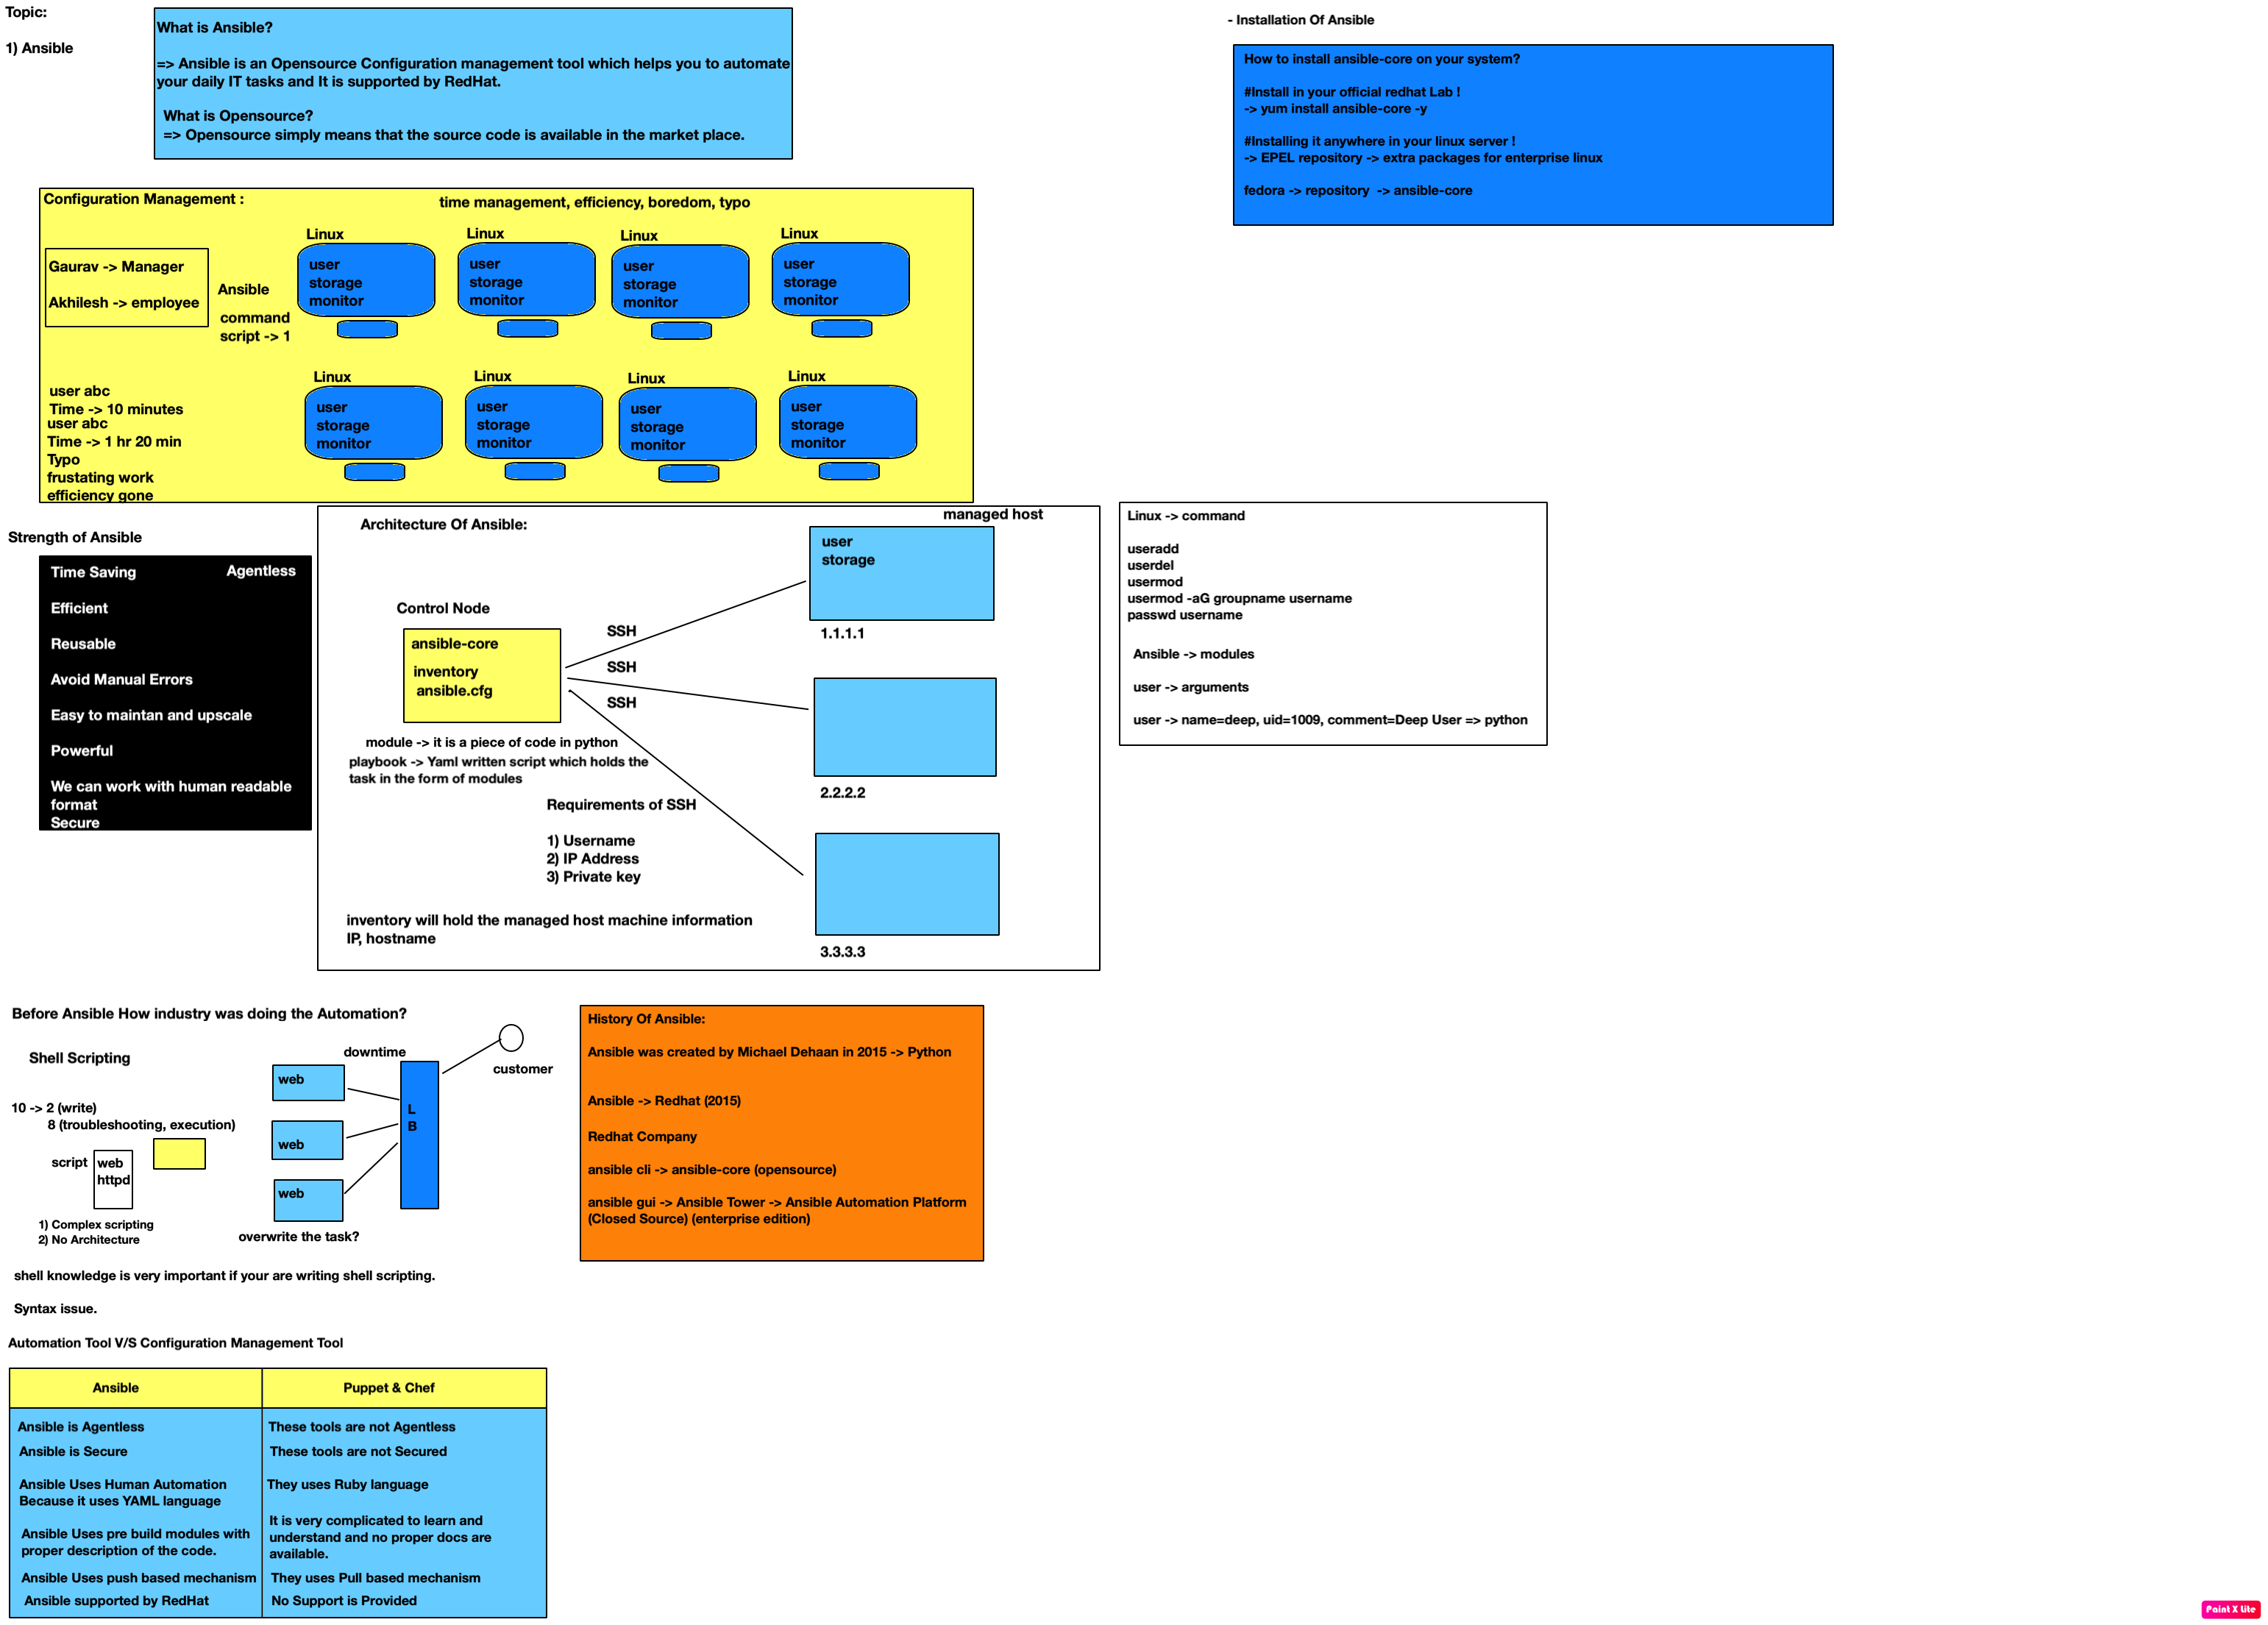 Topic:
1) Ansible
What is Ansible?
=> Ansible is an Opensource Configuration management tool which helps you to automate
your daily IT tasks and It is supported by RedHat.
What is Opensource?
=> Opensource simply means that the source code is available in the market place.
- Installation Of Ansible
How to install ansible-core on your system?
#Install in your official redhat Lab !
-> yum install ansible-core -y
#Installing it anywhere in your linux server !
-> EPEL repository -> extra packages for enterprise linux
fedora -> repository -> ansible-core
Configuration Management :
time management, efficiency, boredom, typo
Gaurav -> Manager
Akhilesh -> employee
Ansible
command
script -> 1
Linux
user
storage
monitor
Linux
user
storage
monitor
Linux
user
storage
monitor
Linux
user
storage
monitor
user abc
Time -> 10 minutes
user abc
Time -> 1 hr 20 min
Typo
frustating work
efficiency gone
Linux
user
storage
monitor
Linux
user
storage
monitor
Linux
user
storage
monitor
Linux
user
storage
monitor
Strength of Ansible
Time Saving
Agentless
Efficient
Reusable
Avoid Manual Errors
Easy to maintan and upscale
Powerful
We can work with human readable
format
Secure
Architecture Of Ansible:
managed host
user
storage
1.1.1.1
Control Node
ansible-core
inventory
ansible.cfg
SSH
SSH
SSH
module -> it is a piece of code in python
playbook -> Yaml written script which holds the
task in the form of modules
2.2.2.2
Requirements of SSH
1) Username
2) IP Address
3) Private key
inventory will hold the managed host machine information
IP, hostname
3.3.3.3
Linux -> command
useradd
userdel
usermod
usermod -aG groupname username
passwd username
Ansible -> modules
user -> arguments
user -> name=deep, uid=1009, comment=Deep User => python
Before Ansible How industry was doing the Automation?
Shell Scripting
10 -> 2 (write)
8 (troubleshooting, execution)
script
web
httpd
1) Complex scripting
2) No Architecture
downtime
web
web
web
L
B
customer
overwrite the task?
shell knowledge is very important if your are writing shell scripting.
Syntax issue.
History Of Ansible:
Ansible was created by Michael Dehaan in 2015 -> Python
Ansible -> Redhat (2015)
Redhat Company
ansible cli -> ansible-core (opensource)
ansible gui -> Ansible Tower -> Ansible Automation Platform
(Closed Source) (enterprise edition)
Automation Tool V/S Configuration Management Tool
Ansible
Puppet & Chef
Ansible is Agentless
These tools are not Agentless
Ansible is Secure
These tools are not Secured
Ansible Uses Human Automation
Because it uses YAML language
They uses Ruby language
Ansible Uses pre build modules with
proper description of the code.
It is very complicated to learn and
understand and no proper docs are
available.
Ansible Uses push based mechanism
They uses Pull based mechanism
Ansible supported by RedHat
No Support is Provided
Paint X Lite